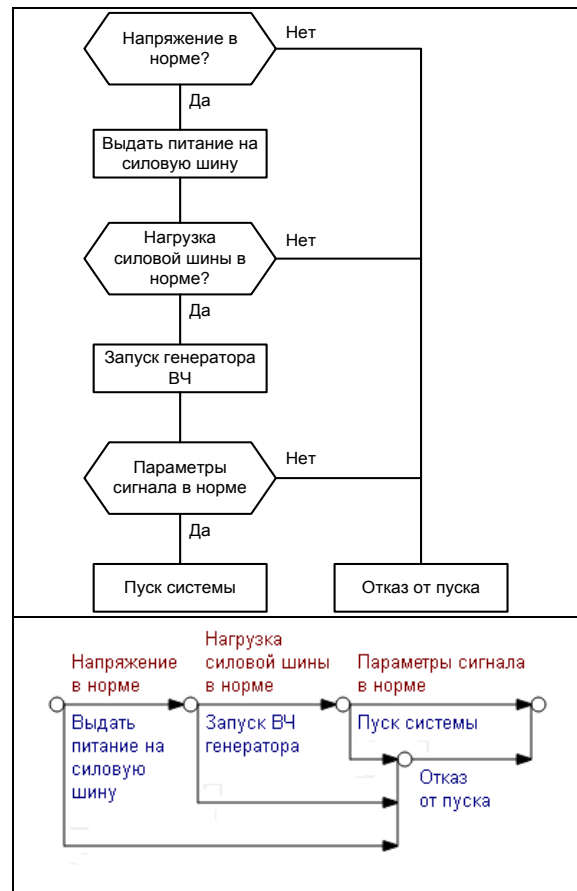 Напряжение в
норме?
Нет
Да
Выдать питание на
силовую шину
Нагрузка
силовой шины в
норме?
Нет
Да
Запуск генератора
ВЧ
Параметры
сигнала в норме
Нет
Да
Пуск системы
Отказ от пуска
Напряжение
в норме
Нагрузка
силовой шины
в норме
Параметры сигнала
в норме
Выдать
питание на
силовую
шину
Запуск ВЧ
генератора
Пуск системы
Отказ
от пуска